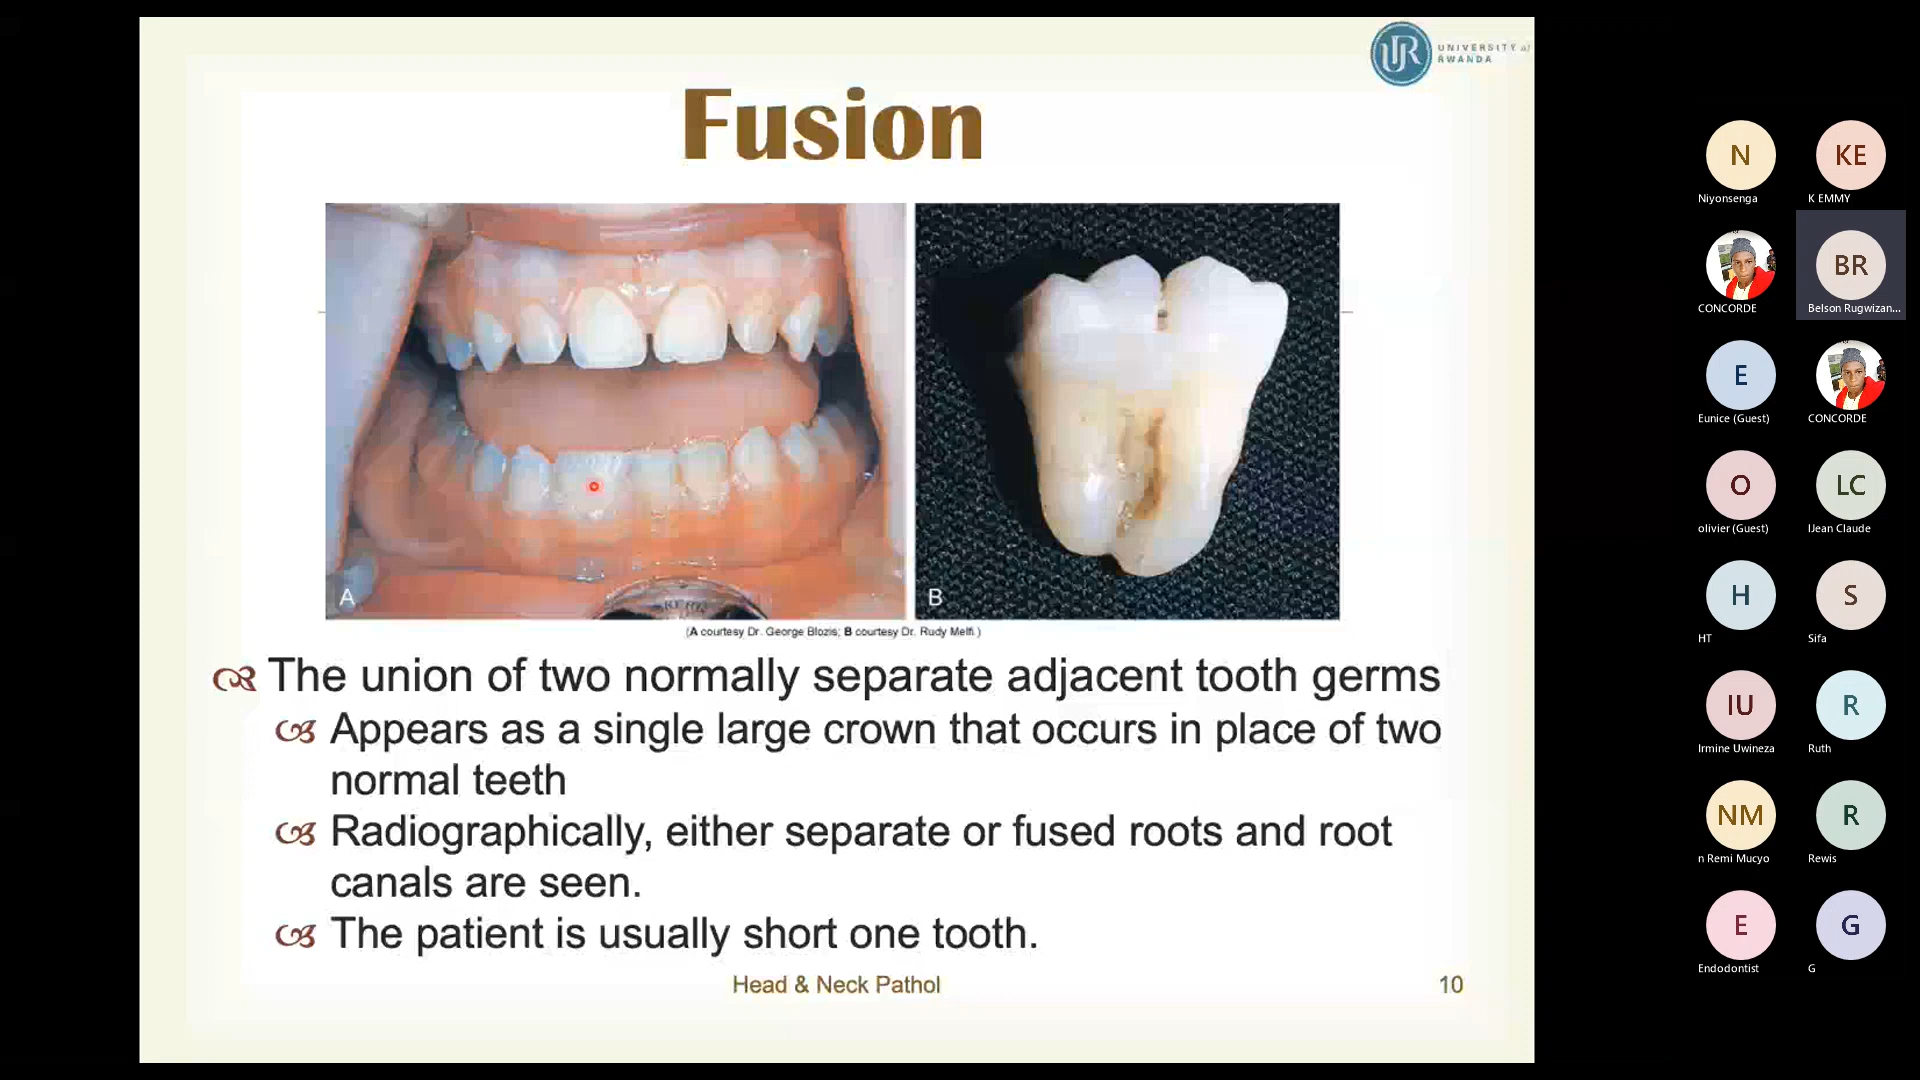 UNIVERSITY of
RWANDA
Fusion
A
B
(A courtesy Dr. George Blozis; B courtesy Dr. Rudy Melfi.)
The union of two normally separate adjacent tooth germs
Appears as a single large crown that occurs in place of two
normal teeth
Radiographically, either separate or fused roots and root
canals are seen.
The patient is usually short one tooth.
Head & Neck Pathol
10
N
Niyonsenga
KE
K EMMY
CONCORDE
BR
Belson Rugwizan...
E
Eunice (Guest)
CONCORDE
O
olivier (Guest)
LC
lJean Claude
H
HT
S
Sifa
IU
Irmine Uwineza
R
Ruth
NM
n Remi Mucyo
R
Rewis
E
Endodontist
G
G